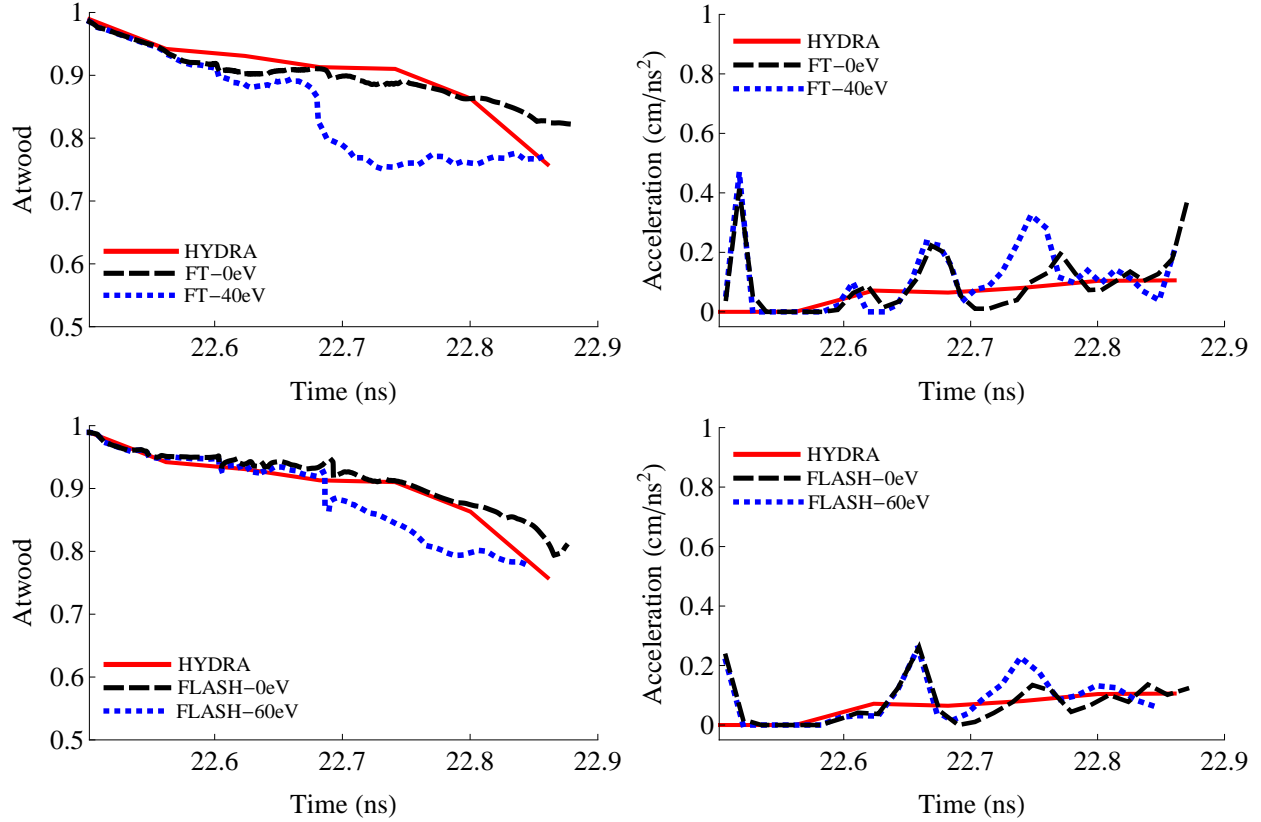 1
0.9
0.8
0.7
0.6
0.5
22.6 22.7 22.8 22.9
Atwood
Time (ns)
HYDRA
FT−0eV
FT−40eV
1
0.8
0.6
0.4
0.2
0
22.6 22.7 22.8 22.9
Acceleration (cm/ns²)
Time (ns)
HYDRA
FT−0eV
FT−40eV
1
0.9
0.8
0.7
0.6
0.5
22.6 22.7 22.8 22.9
Atwood
Time (ns)
HYDRA
FLASH−0eV
FLASH−60eV
1
0.8
0.6
0.4
0.2
0
22.6 22.7 22.8 22.9
Acceleration (cm/ns²)
Time (ns)
HYDRA
FLASH−0eV
FLASH−60eV